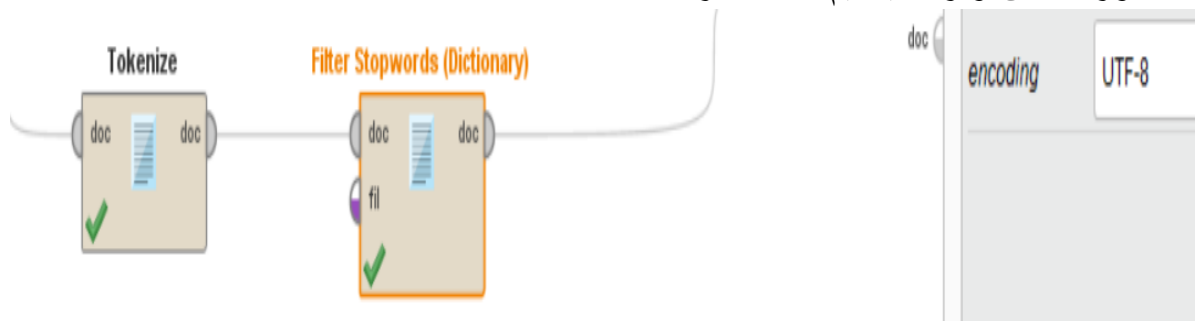 Tokenize
Filter Stopwords (Dictionary)
doc
doc
doc
doc
fil
doc
encoding
UTF-8